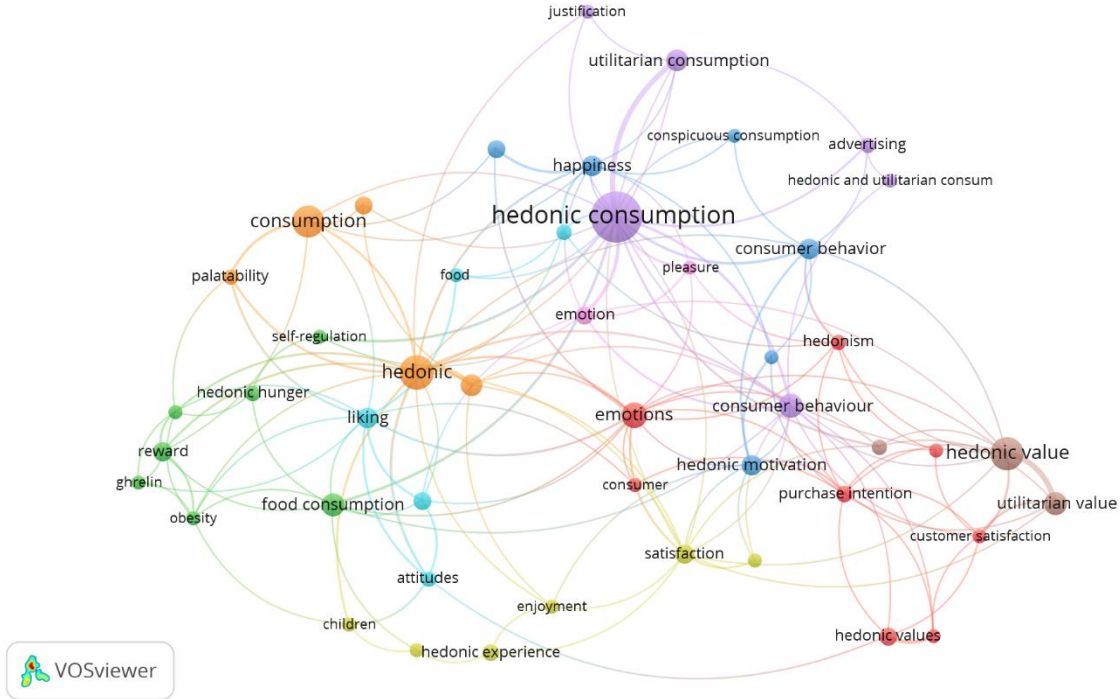 justification
utilitarian consumption
conspicuous consumption
advertising
happiness
hedonic and utilitarian consum
hedonic consumption
consumption
consumer behavior
palatability
food
pleasure
emotion
self-regulation
hedonism
hedonic
hedonic hunger
liking
emotions
consumer behaviour
reward
hedonic value
hedonic motivation
ghrelin
consumer
purchase intention
food consumption
utilitarian value
obesity
customer satisfaction
satisfaction
attitudes
enjoyment
children
hedonic values
hedonic experience
VOSviewer